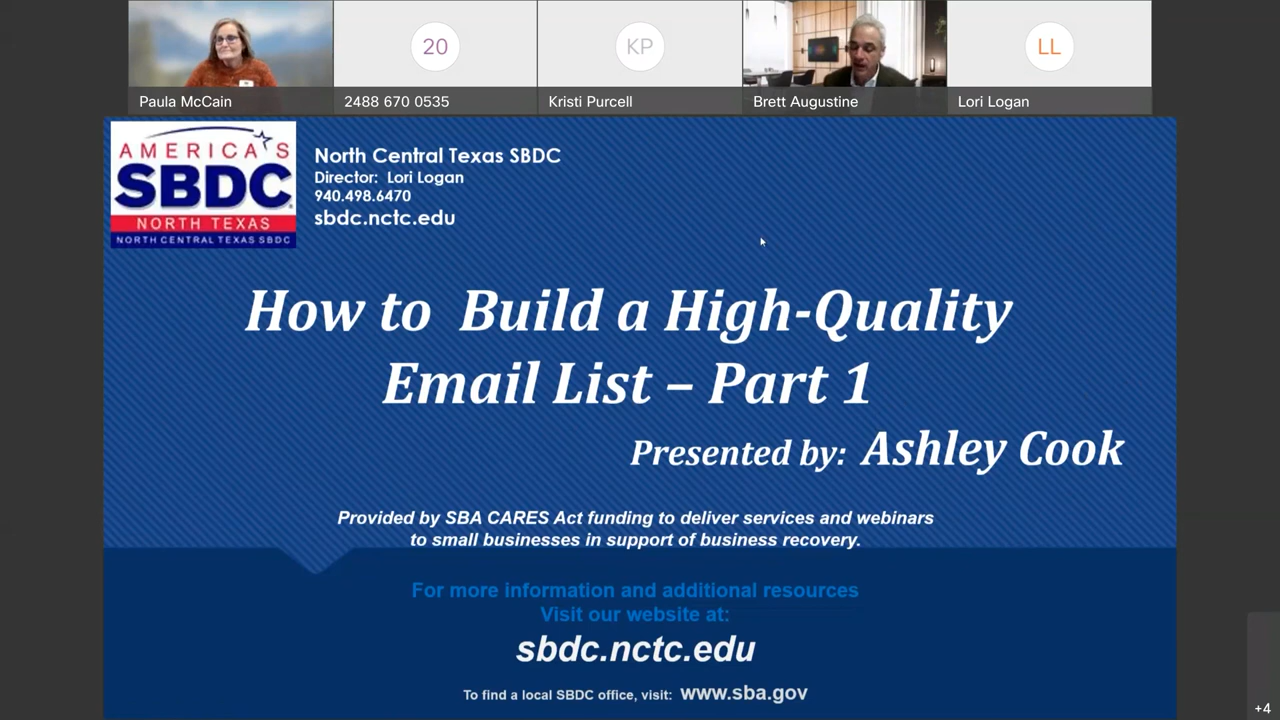 20
KP
LL
Paula McCain
2488 670 0535
Kristi Purcell
Brett Augustine
Lori Logan
AMERICA'S
SBDC
NORTH TEXAS
NORTH CENTRAL TEXAS SBDC
North Central Texas SBDC
Director: Lori Logan
940.498.6470
sbdc.nctc.edu
How to Build a High-Quality
Email List – Part 1
Presented by: Ashley Cook
Provided by SBA CARES Act funding to deliver services and webinars
to small businesses in support of business recovery.
For more information and additional resources
Visit our website at:
sbdc.nctc.edu
To find a local SBDC office, visit: www.sba.gov
+4